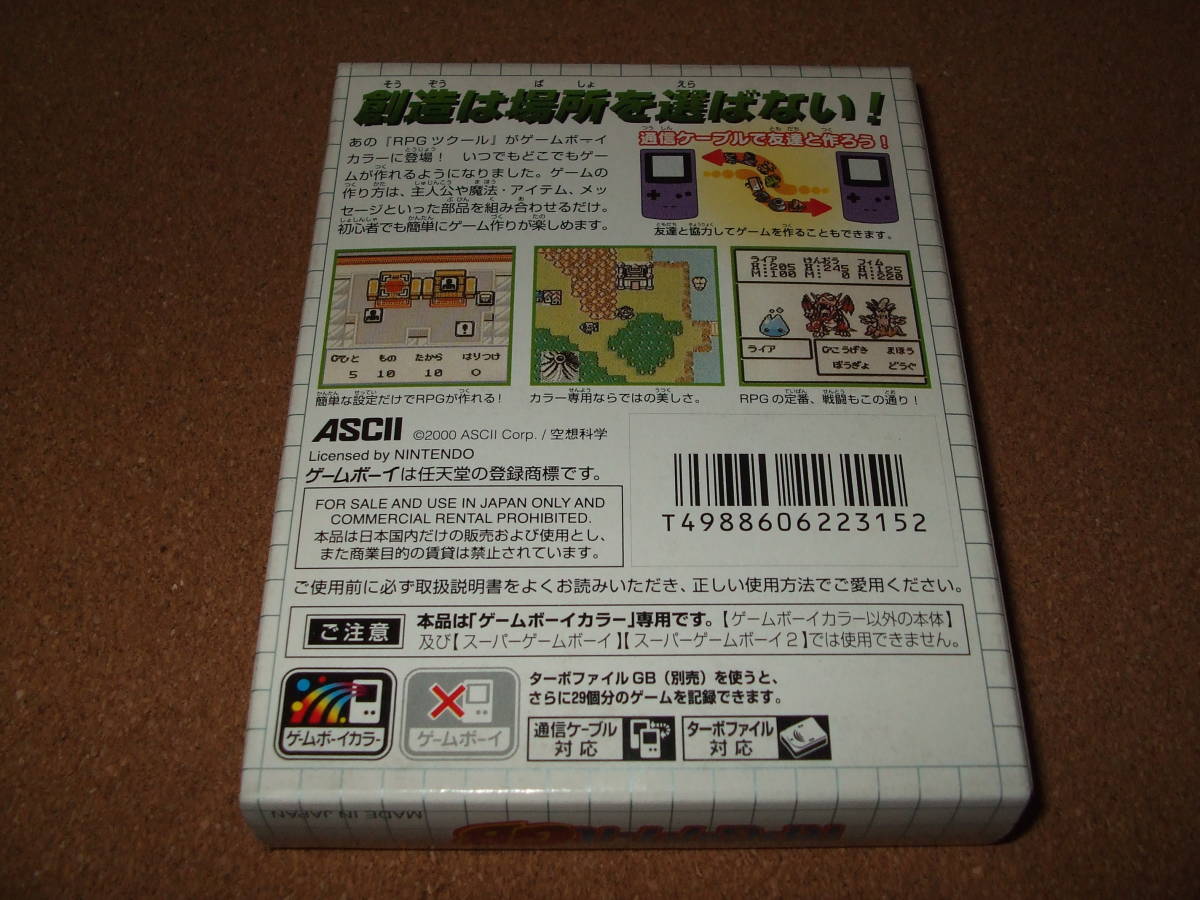 創造は場所を選ばない!
そう ぞう ば しょ えら
あの『RPGツクール』がゲームボーイ
カラーに登場! いつでもどこでもゲー
ムが作れるようになりました。ゲームの
作り方は、主人公や魔法・アイテム、メッ
セージといった部品を組み合わせるだけ。
初心者でも簡単にゲーム作りが楽しめます。
通信ケーブルで友達と作ろう!
友達と協力してゲームを作ることもできます。
ひと もの たから はりつけ
5 10 10 0
簡単な設定だけでRPGが作れる!
カラー専用ならではの美しさ。
ライア けんおう フィム
H:205 H:245 H:125
M:100 M: 0 M:220
ライア
こうげき まほう
ぼうぎょ どうぐ
RPGの定番、戦闘もこの通り!
ASCII ©2000 ASCII Corp. / 空想科学
Licensed by NINTENDO
ゲームボーイは任天堂の登録商標です。
FOR SALE AND USE IN JAPAN ONLY AND
COMMERCIAL RENTAL PROHIBITED.
本品は日本国内だけの販売および使用とし、
また商業目的の賃貸は禁止されています。
T4988606223152
ご使用前に必ず取扱説明書をよくお読みいただき、正しい使用方法でご愛用ください。
ご注意
本品は「ゲームボーイカラー」専用です。【ゲームボーイカラー以外の本体】
及び【スーパーゲームボーイ】【スーパーゲームボーイ2】では使用できません。
ゲームボーイカラー
ゲームボーイ
ターボファイルGB(別売)を使うと、
さらに29個分のゲームを記録できます。
通信ケーブル
対応
ターボファイル
対応
MADE IN JAPAN